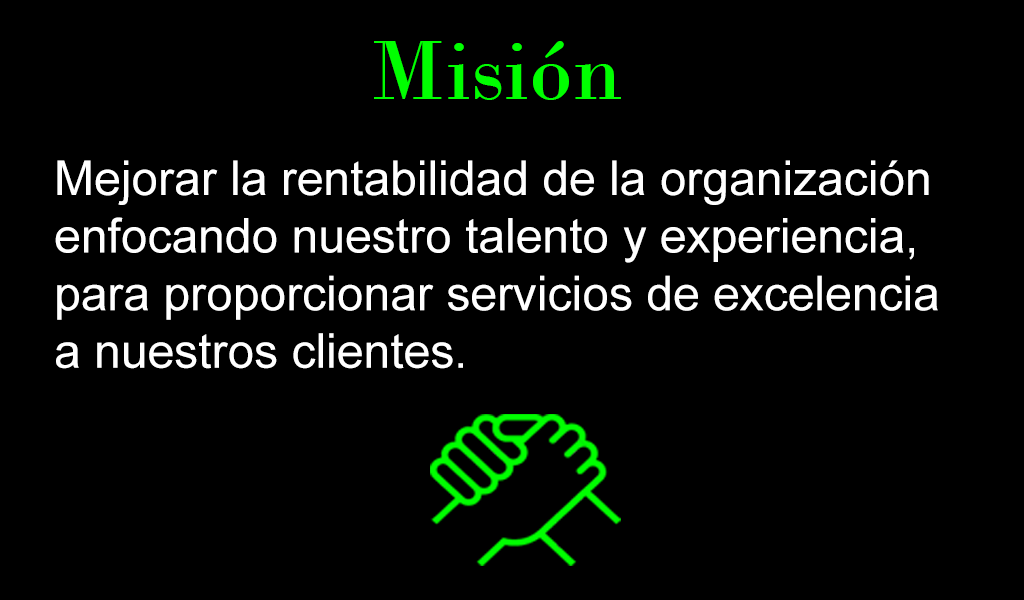 Misión
Mejorar la rentabilidad de la organización
enfocando nuestro talento y experiencia,
para proporcionar servicios de excelencia
a nuestros clientes.